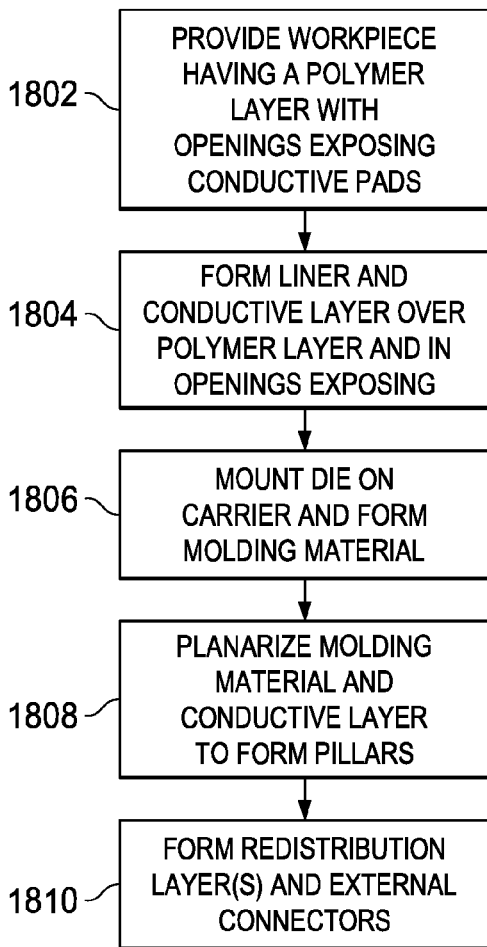 1802
PROVIDE WORKPIECE
HAVING A POLYMER
LAYER WITH
OPENINGS EXPOSING
CONDUCTIVE PADS
1804
FORM LINER AND
CONDUCTIVE LAYER OVER
POLYMER LAYER AND IN
OPENINGS EXPOSING
1806
MOUNT DIE ON
CARRIER AND FORM
MOLDING MATERIAL
1808
PLANARIZE MOLDING
MATERIAL AND
CONDUCTIVE LAYER
TO FORM PILLARS
1810
FORM REDISTRIBUTION
LAYER(S) AND EXTERNAL
CONNECTORS